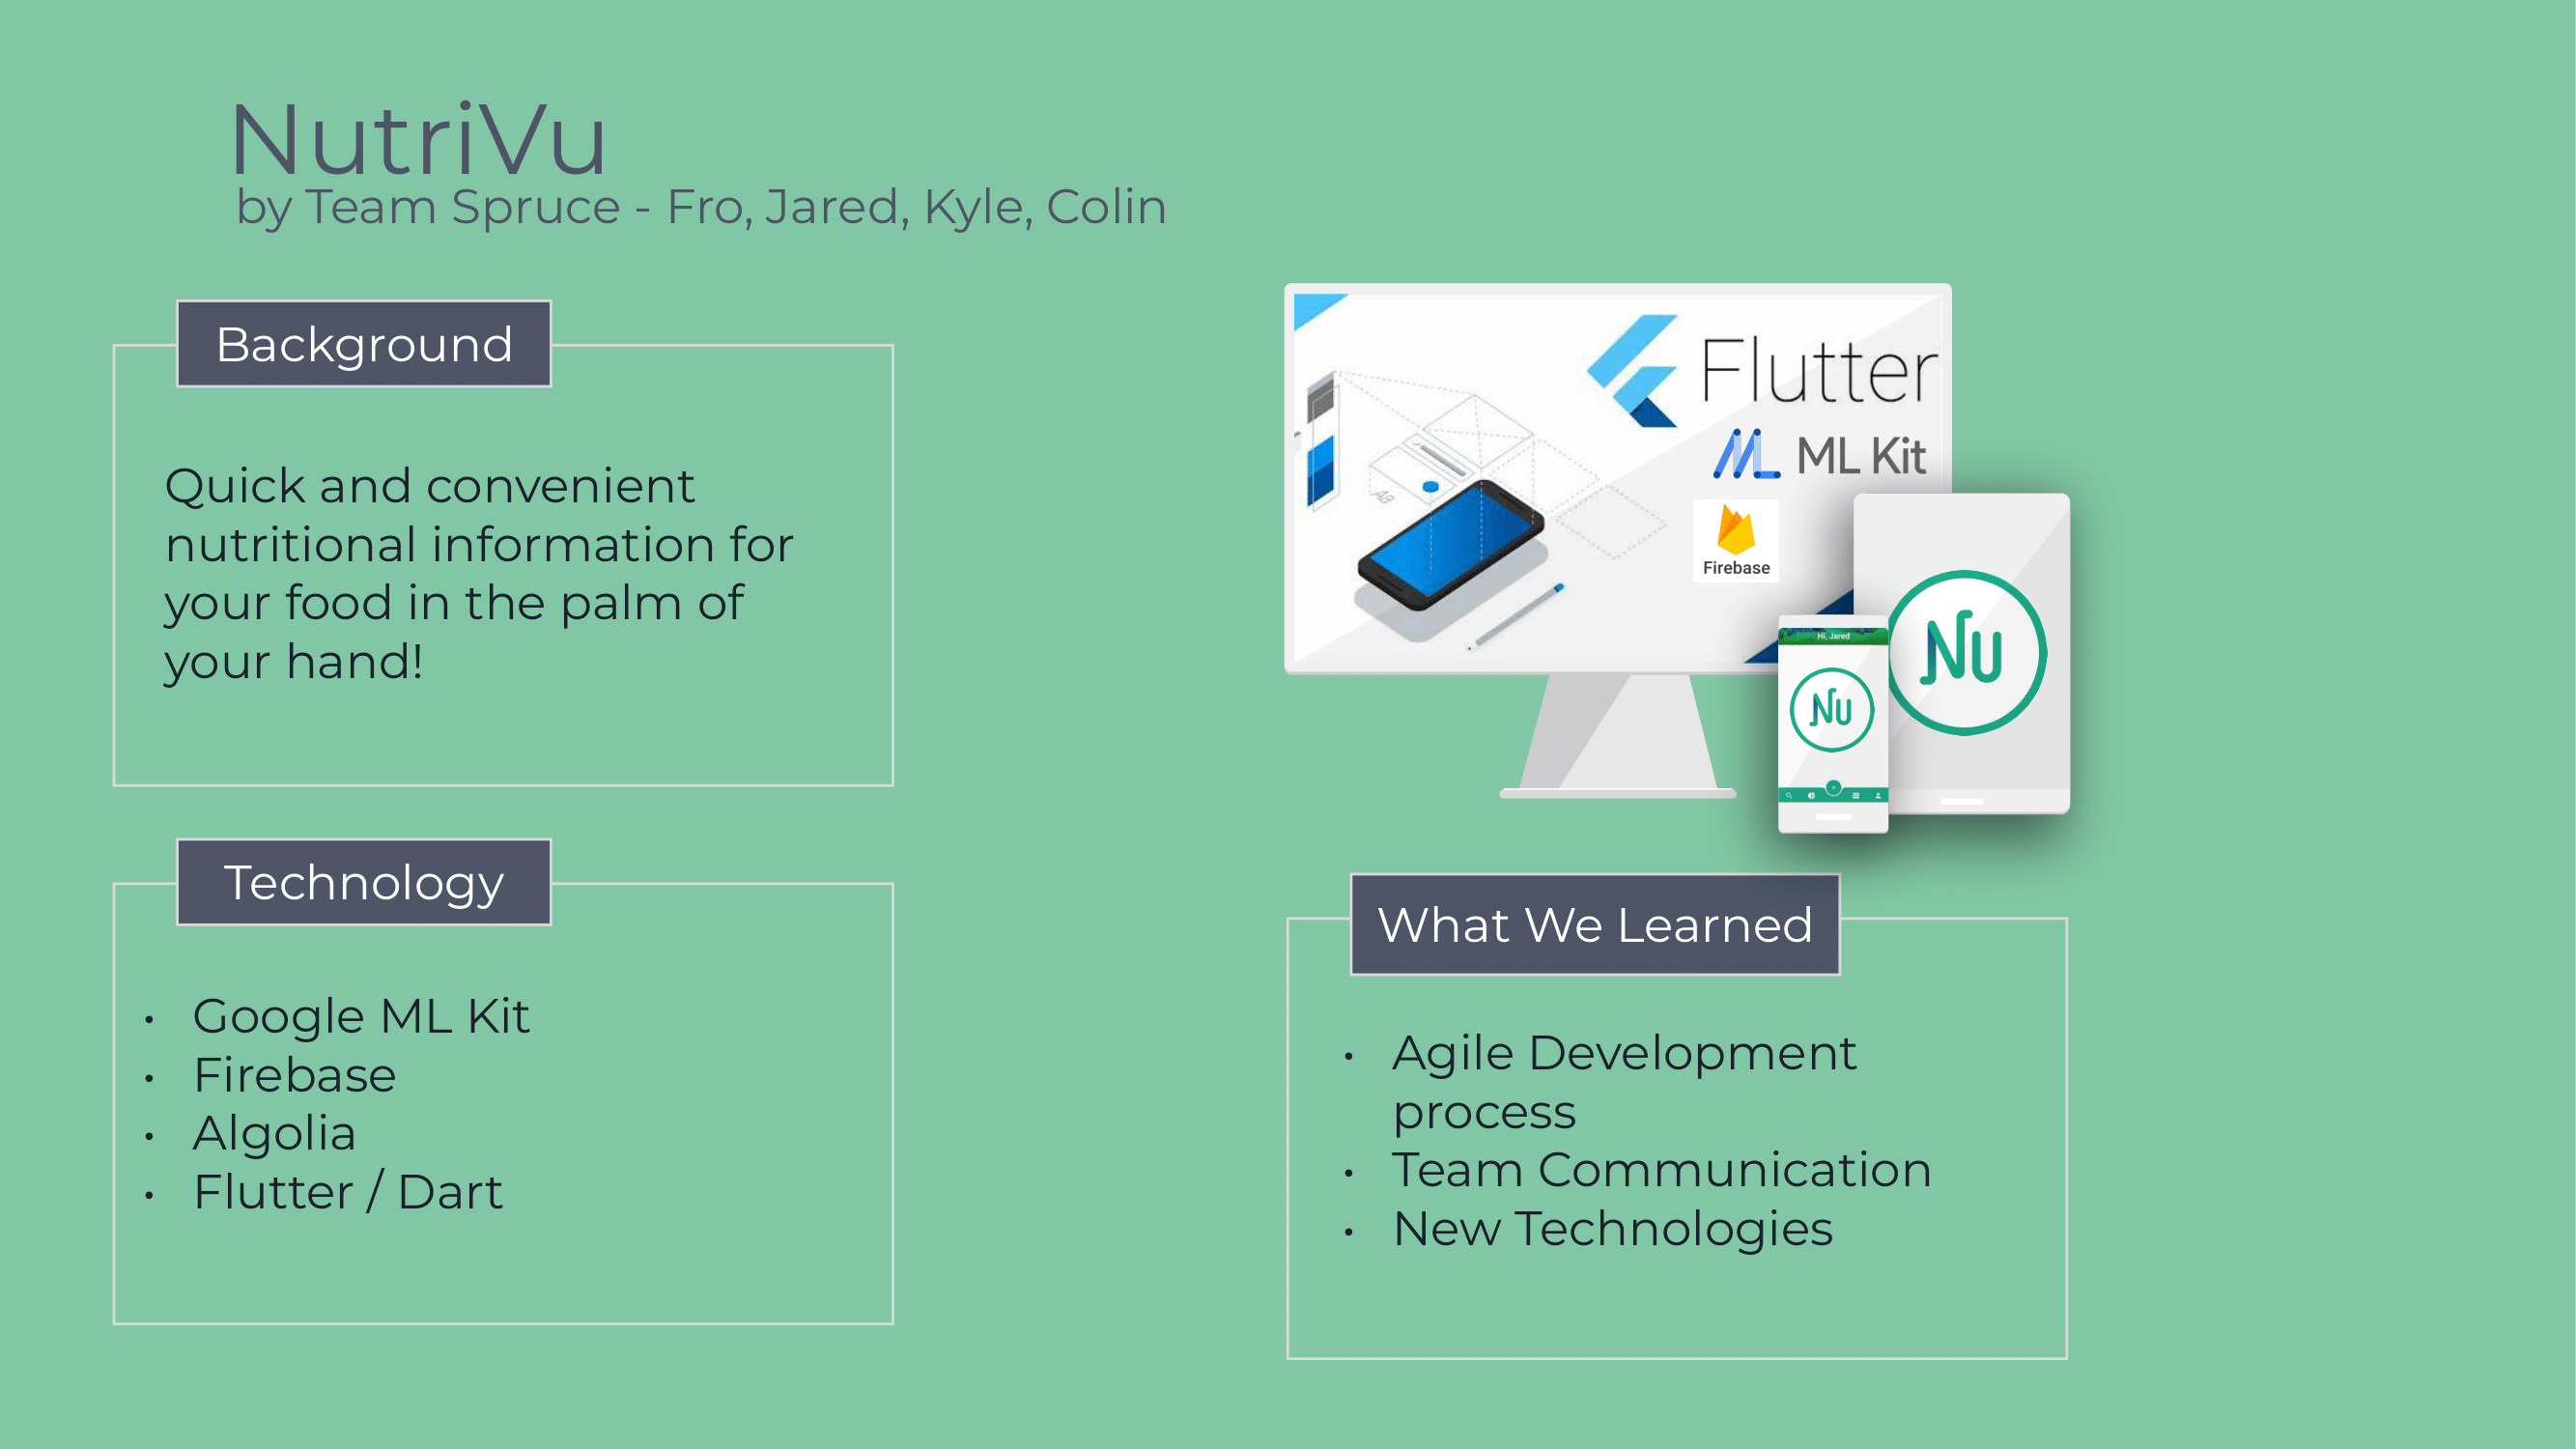 NutriVu
by Team Spruce - Fro, Jared, Kyle, Colin
Background
Quick and convenient
nutritional information for
your food in the palm of
your hand!
Technology
• Google ML Kit
• Firebase
• Algolia
• Flutter / Dart
Flutter
ML Kit
Firebase
Hi, Jared
Nu
Nu
What We Learned
• Agile Development
process
• Team Communication
• New Technologies